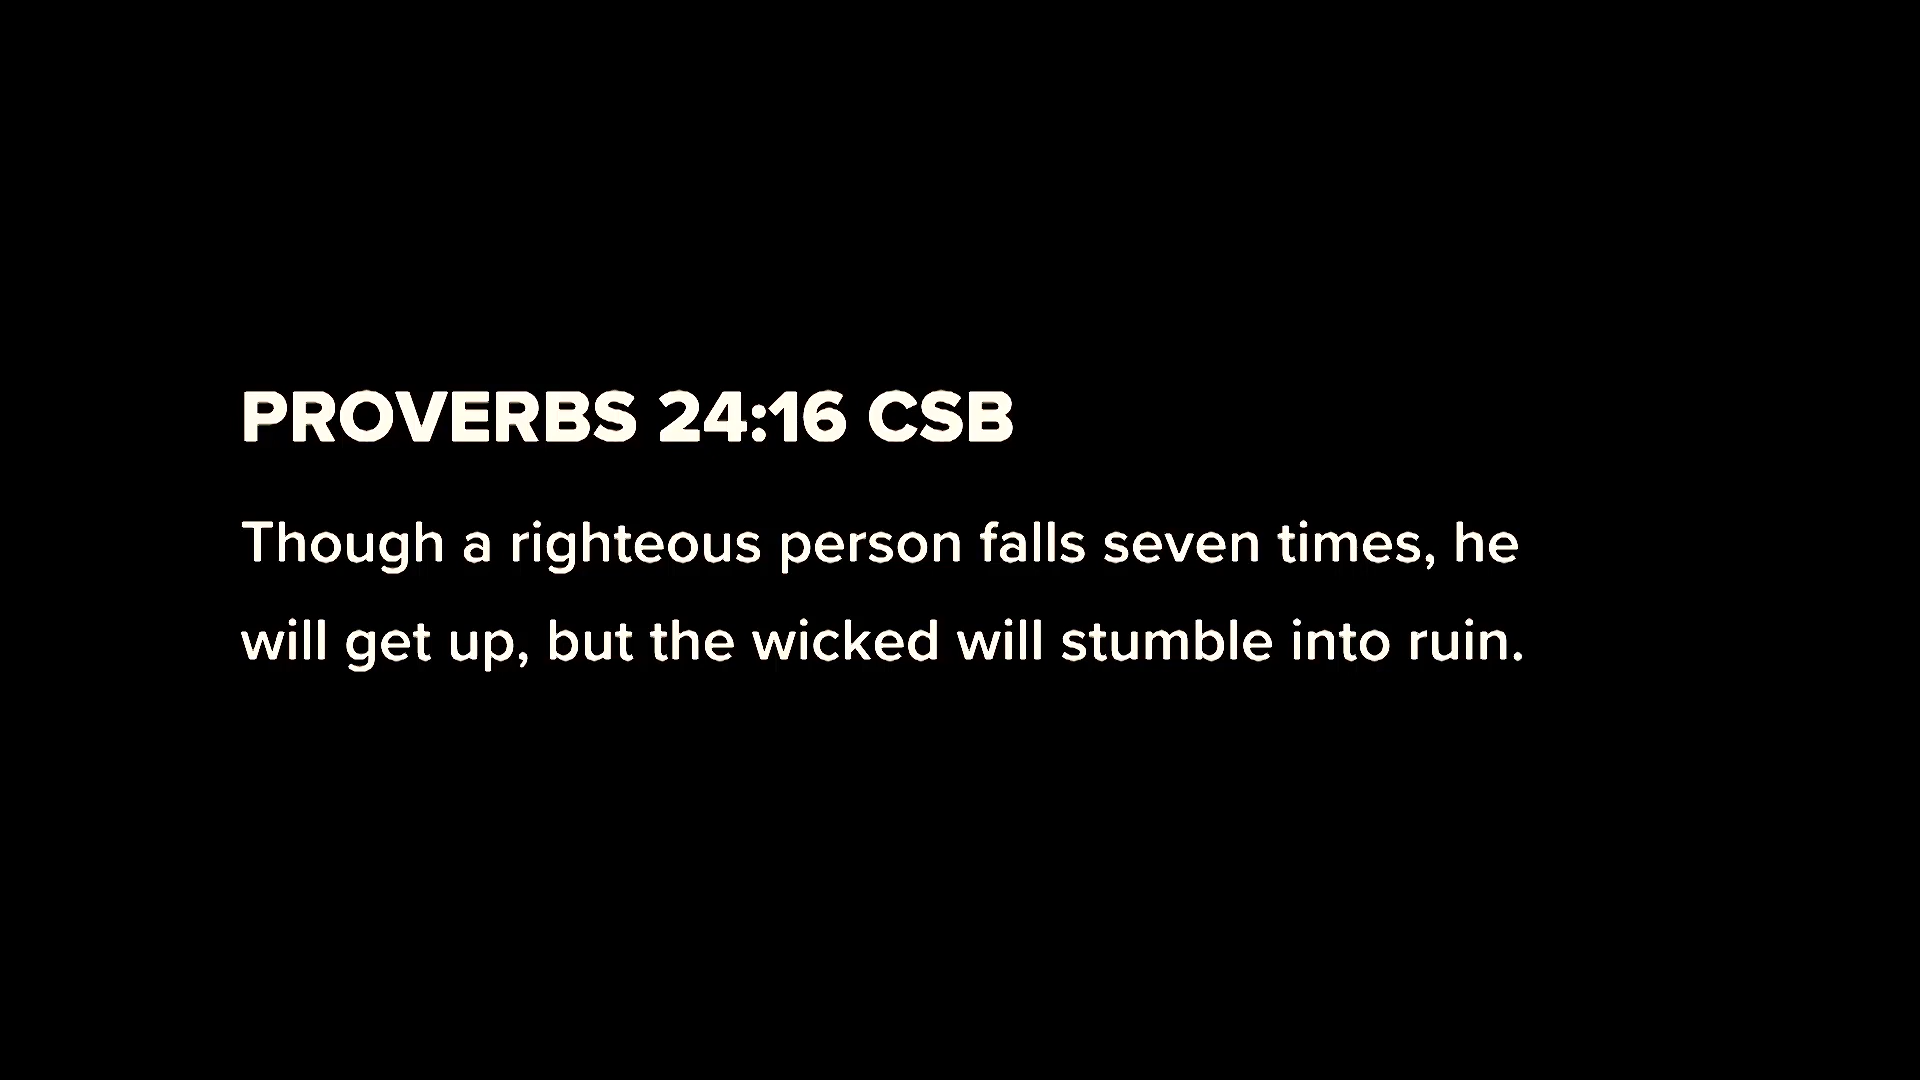 PROVERBS 24:16 CSB
Though a righteous person falls seven times, he
will get up, but the wicked will stumble into ruin.